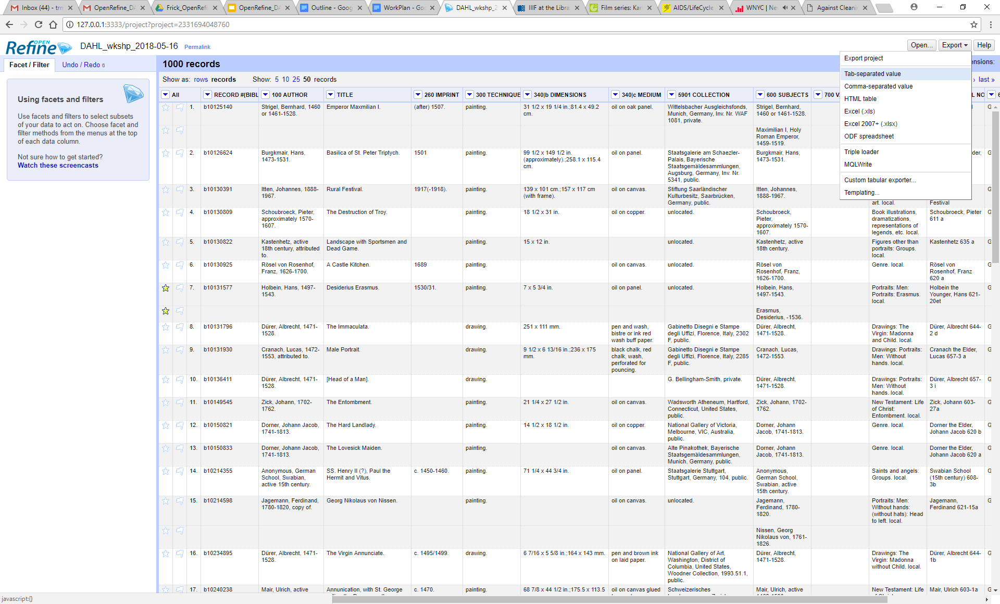 Inbox (44) - trn
OpenRefine_DA
Frick_OpenRefi
OpenRefine_DA
Outline - Goog
WorkPlan - Goo
DAHL_wkshp_2
IIIF at the Libra
Film series: Kar
AIDS/LifeCycle
WNYC | Ne
Against Cleani
127.0.0.1:3333/project?project=2331694048760
OPEN
Refine
DAHL_wkshp_2018-05-16 Permalink
Open... Export Help
Facet / Filter Undo / Redo 6
1000 records
ensions:
Show as: rows records Show: 5 10 25 50 records
› last »
Using facets and filters
Use facets and filters to select subsets
of your data to act on. Choose facet and
filter methods from the menus at the top
of each data column.
Not sure how to get started?
Watch these screencasts
Export project
Tab-separated value
Comma-separated value
HTML table
Excel (.xls)
Excel 2007+ (.xlsx)
ODF spreadsheet
Triple loader
MQLWrite
Custom tabular exporter...
Templating...
All RECORD #(BIBL 100 AUTHOR TITLE 260 IMPRINT 300 TECHNIQUE 340|b DIMENSIONS 340|c MEDIUM 5901 COLLECTION 600 SUBJECTS 700 V L NO 6
1. b10125140 Strigel, Bernhard, 1460 Emperor Maxmilian I. (after) 1507. painting. 31 1/2 x 19 1/4 in.;81.4 x 49.2 oil on oak panel. Wittelsbacher Ausgleichsfonds, Strigel, Bernhard, G
or 1461-1528. cm. Munich, Germany, Inv. Nr. WAF 1460 or 1461-1528.
1081, private.
Maximilian I, Holy
Roman Emperor,
1459-1519.
2. b10126624 Burgkmair, Hans, Basilica of St. Peter Triptych. 1501 painting. 99 1/2 x 149 1/2 in. oil on panel. Staatsgalerie am Schaezler- Burgkmair, Hans, der, G
1473-1531. (approximately).;258.1 x 115.4 Palais, Bayerische 1473-1531.
cm. Staatsgemäldesammlungen,
Augsburg, Germany, Inv. Nr.
5341, public.
3. b10130391 Itten, Johannes, 1888- Rural Festival. 1917(-1918). painting. 139 x 101 cm.;157 x 117 cm oil on canvas. Stiftung Saarländischer Itten, Johannes, G
1967. (with frame). Kulturbesitz, Saarbrücken, 1888-1967.
Germany, public. art. local. Festival
4. b10130809 Schoubroeck, Pieter, The Destruction of Troy. painting. 18 1/2 x 31 in. oil on copper. unlocated. Schoubroeck, Book illustrations, Schoubroeck, Pieter G
approximately 1570- Pieter, dramatizations, 611 a
1607. approximately 1570- representations of
1607. legends, etc. local.
5. b10130822 Kastenhetz, active Landscape with Sportsmen and painting. 15 x 12 in. unlocated. Kastenhetz, active Figures other than Kastenhetz 635 a G
18th century, attributed Dead Game. 18th century. portraits: Groups.
to. local.
6. b10130925 Rösel von Rosenhof, A Castle Kitchen. 1689 painting. oil on canvas. unlocated. Rösel von Genre. local. Rösel von G
Franz, 1626-1700. Rosenhof, Franz, Rosenhof, Franz
1626-1700. 620 a
7. b10131577 Holbein, Hans, 1497- Desiderius Erasmus. 1530/31. painting. 7 x 5 3/4 in. oil on panel. unlocated. Holbein, Hans, Portraits: Men: Holbein the G
1543. 1497-1543. Portraits: Erasmus. Younger, Hans 621-
local. 20et
Erasmus,
Desiderius, -1536.
8. b10131796 Dürer, Albrecht, 1471- The Immaculata. drawing. 251 x 111 mm. pen and wash, Gabinetto Disegni e Stampe Dürer, Albrecht, Drawings: The Dürer, Albrecht 644- G
1528. bistre or ink red degli Uffizi, Florence, Italy, 2302 1471-1528. Virgin: Madonna 2 d
wash buff paper. F, public. and Child. local.
9. b10131930 Cranach, Lucas, 1472- Male Portrait. drawing. 9 1/2 x 6 13/16 in.;236 x 175 black chalk, red Gabinetto Disegni e Stampe Cranach, Lucas, Drawings: Portraits: Cranach the Elder, G
1553, attributed to. mm. chalk, wash, degli Uffizi, Florence, Italy, 2285 1472-1553. Men: Without Lucas 657-3 a
perforated for F, public. hands. local.
pouncing.
10. b10136411 Dürer, Albrecht, 1471- [Head of a Man]. drawing. G. Bellingham-Smith, private. Dürer, Albrecht, Drawings: Portraits: Dürer, Albrecht 657- G
1528. 1471-1528. Men: Without 3 i
hands. local.
11. b10149545 Zick, Johann, 1702- The Entombment. painting. 21 1/4 x 27 1/2 in. oil on canvas. Wadsworth Atheneum, Hartford, Zick, Johann, 1702- New Testament: Life Zick, Johann 603- G
1762. Connecticut, United States, 1762. of Christ: 27a
public. Entombment. local.
12. b10150821 Dorner, Johann Jacob, The Hard Landlady. painting. 14 1/2 x 18 1/2 in. oil on copper. National Gallery of Victoria, Dorner, Johann Genre. local. Dorner the Elder, G
1741-1813. Melbourne, VIC, Australia, Jacob, 1741-1813. Johann Jacob 620 b
public.
13. b10150833 Dorner, Johann Jacob, The Lovesick Maiden. painting. oil on canvas. Alte Pinakothek, Bayerische Dorner, Johann Genre. local. Dorner the Elder, G
1741-1813. Staatsgemäldesammlungen, Jacob, 1741-1813. Johann Jacob 620 a
Munich, Germany, public.
14. b10214355 Anonymous, German SS. Henry II (?), Paul the c. 1450-1460. painting. 71 1/4 x 44 3/4 in. oil on panel. Staatsgalerie Stuttgart, Anonymous, Saints and angels: Swabian School G
School, Swabian, Hermit and Vitus. Stuttgart, Germany, 104, public. German School, Groups. local. (15th century) 608-
active 15th century. Swabian, active 3b
15th century.
15. b10214598 Jagemann, Ferdinand, Georg Nikolaus von Nissen. painting. oil on canvas. unlocated. Jagemann, Portraits: Men: Jagemann, G
1780-1820, copy of. Ferdinand, 1780- Without hands: Ferdinand 621-15a
1820. (without hats): Head
to left. local.
Nissen, Georg
Nikolaus von, 1761-
1826.
16. b10234895 Dürer, Albrecht, 1471- The Virgin Annunciate. c. 1495/1499. drawing. 6 7/16 x 5 5/8 in.;164 x 143 mm. pen and brown ink National Gallery of Art, Dürer, Albrecht, Drawings: The Dürer, Albrecht 644- G
1528. on laid paper. Washington, District of 1471-1528. Virgin: Madonna 1b
Columbia, United States, without Child. local.
Woodner Collection, 1993.51.1,
public.
17. b10240238 Mair, Ulrich, active Annunication, with St. George c. 1470. painting. 68 7/8 x 44 1/2 in.;175.5 x 113.5 oil on canvas glued Schweizerisches Mair, Ulrich, active New Testament: Life Mair, Ulrich 603-1a G
javascript:{}